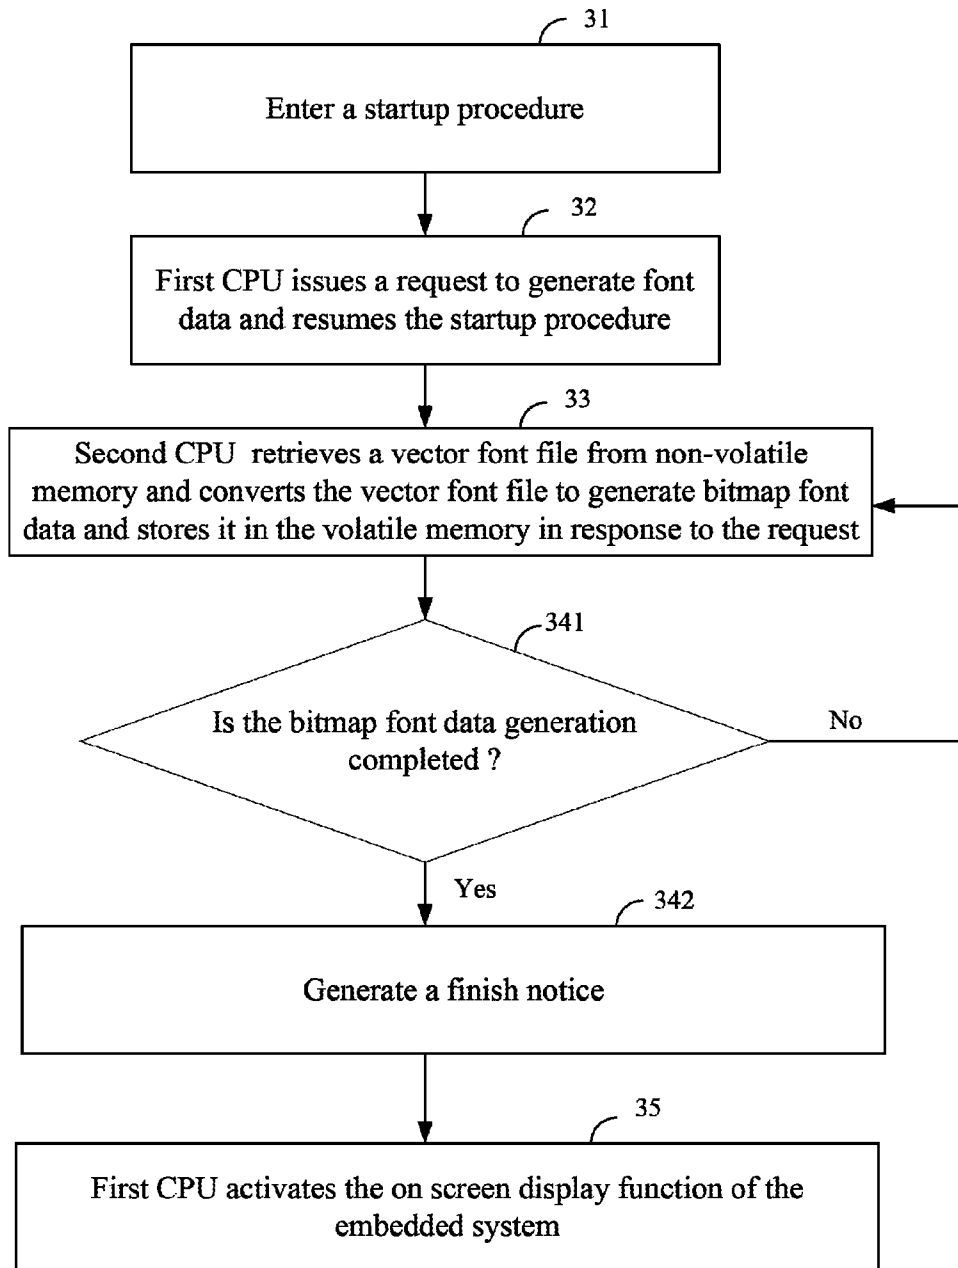 31
Enter a startup procedure
32
First CPU issues a request to generate font
data and resumes the startup procedure
33
Second CPU retrieves a vector font file from non-volatile
memory and converts the vector font file to generate bitmap font
data and stores it in the volatile memory in response to the request
341
Is the bitmap font data generation
completed ?
No
Yes
342
Generate a finish notice
35
First CPU activates the on screen display function of the
embedded system